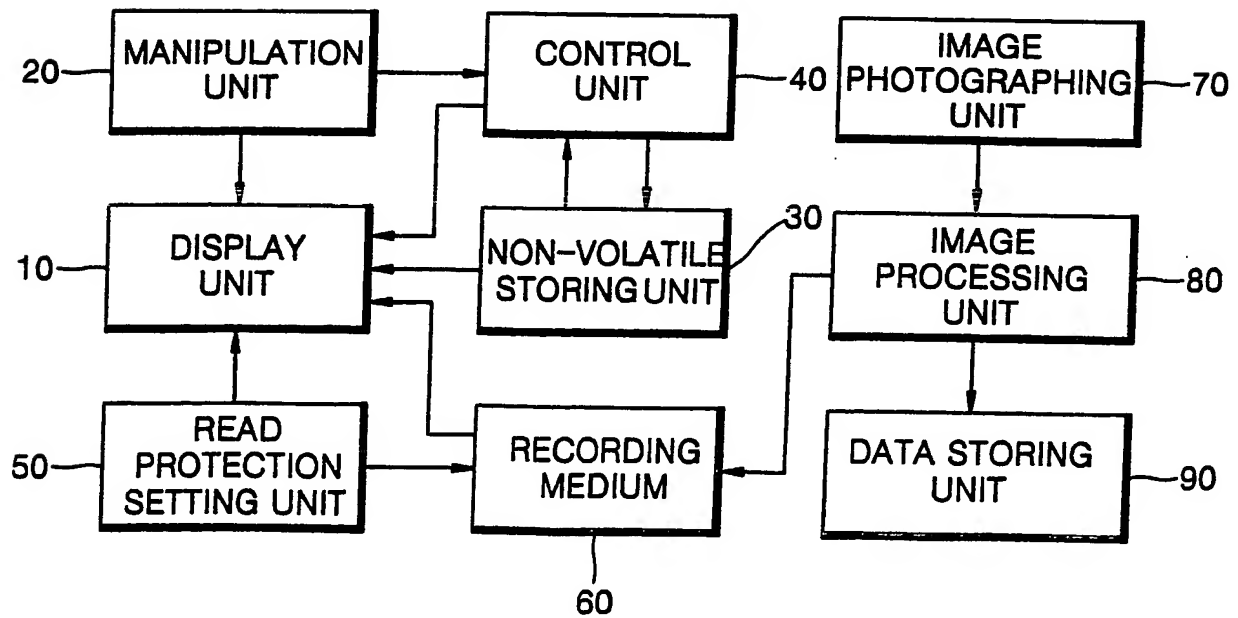 20
MANIPULATION
UNIT
CONTROL
UNIT
40
IMAGE
PHOTOGRAPHING
UNIT
70
10
DISPLAY
UNIT
NON-VOLATILE
STORING UNIT
30
IMAGE
PROCESSING
UNIT
80
50
READ
PROTECTION
SETTING UNIT
RECORDING
MEDIUM
60
DATA STORING
UNIT
90